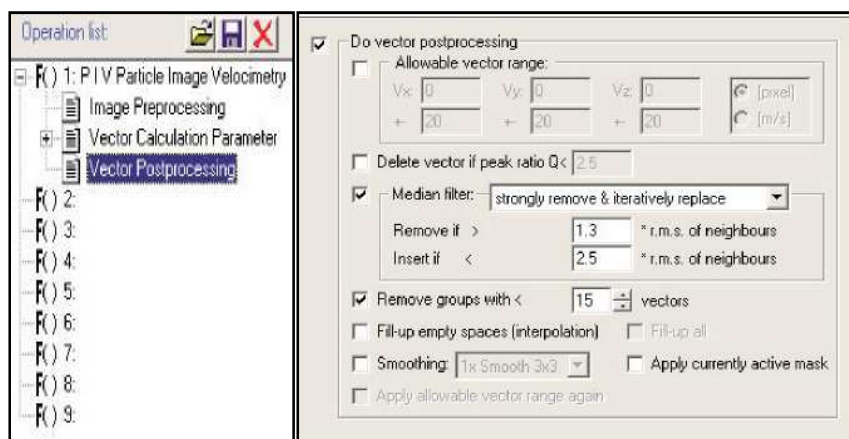 Operation list:
F( ) 1: P I V Particle Image Velocimetry
Image Preprocessing
Vector Calculation Parameter
Vector Postprocessing
F( ) 2:
F( ) 3:
F( ) 4:
F( ) 5:
F( ) 6:
F( ) 7:
F( ) 8:
F( ) 9:
Do vector postprocessing
Allowable vector range:
Vx: 0 Vy: 0 Vz: 0 [pixel]
+- 20 +- 20 +- 20 [m/s]
Delete vector if peak ratio Q< 2.5
Median filter: strongly remove & iteratively replace
Remove if > 1.3 * r.m.s. of neighbours
Insert if < 2.5 * r.m.s. of neighbours
Remove groups with < 15 vectors
Fill-up empty spaces (interpolation) Fill-up all
Smoothing: 1x Smooth 3x3 Apply currently active mask
Apply allowable vector range again